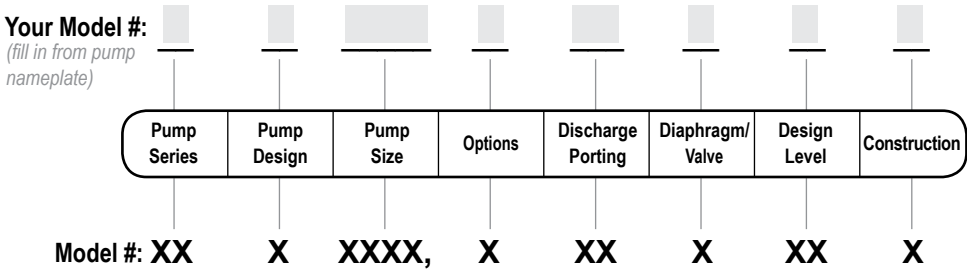 Your Model #:
(fill in from pump
nameplate)
Pump Series
Pump Design
Pump Size
Options
Discharge Porting
Diaphragm/ Valve
Design Level
Construction
Model #: XX X XXXX, X XX X XX X